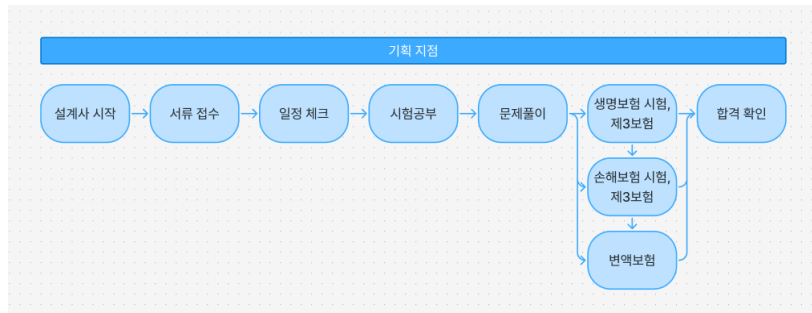 기획 지점
설계사 시작
서류 접수
일정 체크
시험공부
문제풀이
생명보험 시험,
제3보험
합격 확인
손해보험 시험,
제3보험
변액보험